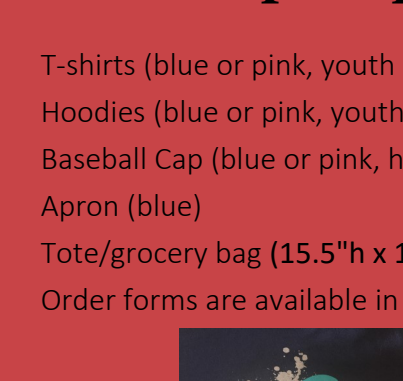 T-shirts (blue or pink, youth
Hoodies (blue or pink, youth
Baseball Cap (blue or pink, h
Apron (blue)
Tote/grocery bag (15.5"h x 1
Order forms are available in